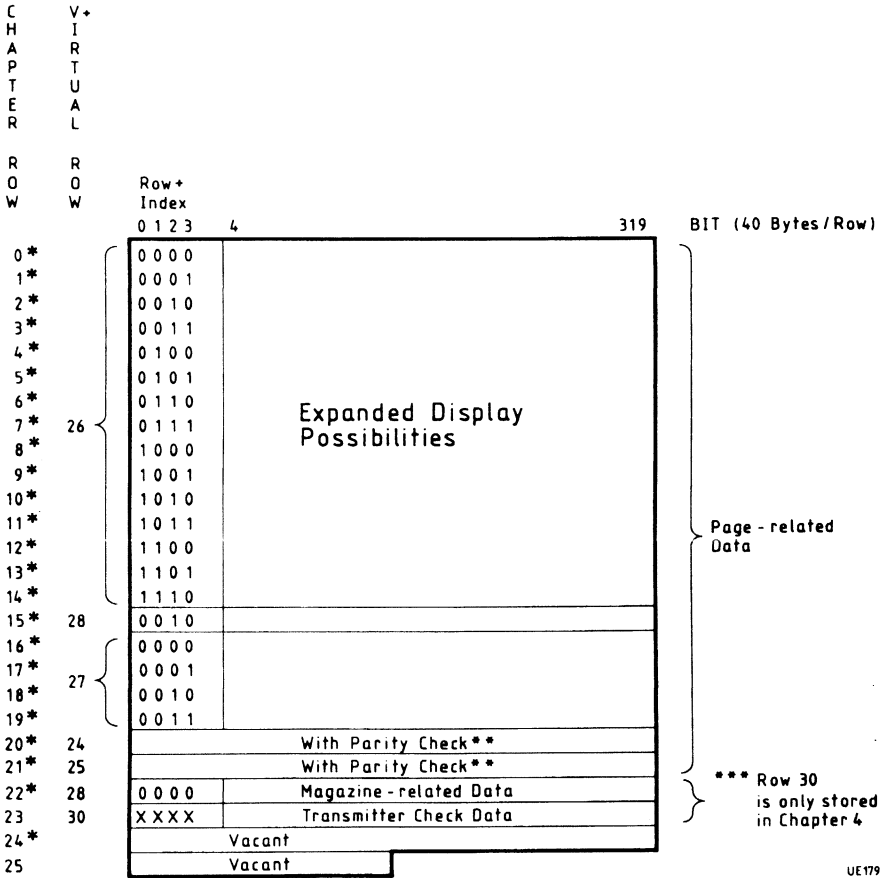 CHAPTER ROW
V+ VIRTUAL ROW
Row+
Index
0 1 2 3 4 319 BIT (40 Bytes/Row)
0* 0 0 0 0
1* 0 0 0 1
2* 0 0 1 0
3* 0 0 1 1
4* 0 1 0 0
5* 0 1 0 1
6* 0 1 1 0
Expanded Display
7* 26 0 1 1 1
Possibilities
8* 1 0 0 0
9* 1 0 0 1
10* 1 0 1 0
11* 1 0 1 1
Page-related
Data
12* 1 1 0 0
13* 1 1 0 1
14* 1 1 1 0
15* 28 0 0 1 0
16* 0 0 0 0
17* 0 0 0 1
27
18* 0 0 1 0
19* 0 0 1 1
20* 24 With Parity Check**
21* 25 With Parity Check**
22* 28 0 0 0 0 Magazine-related Data
23 30 X X X X Transmitter Check Data
*** Row 30
is only stored
in Chapter 4
24* Vacant
25 Vacant
UE179